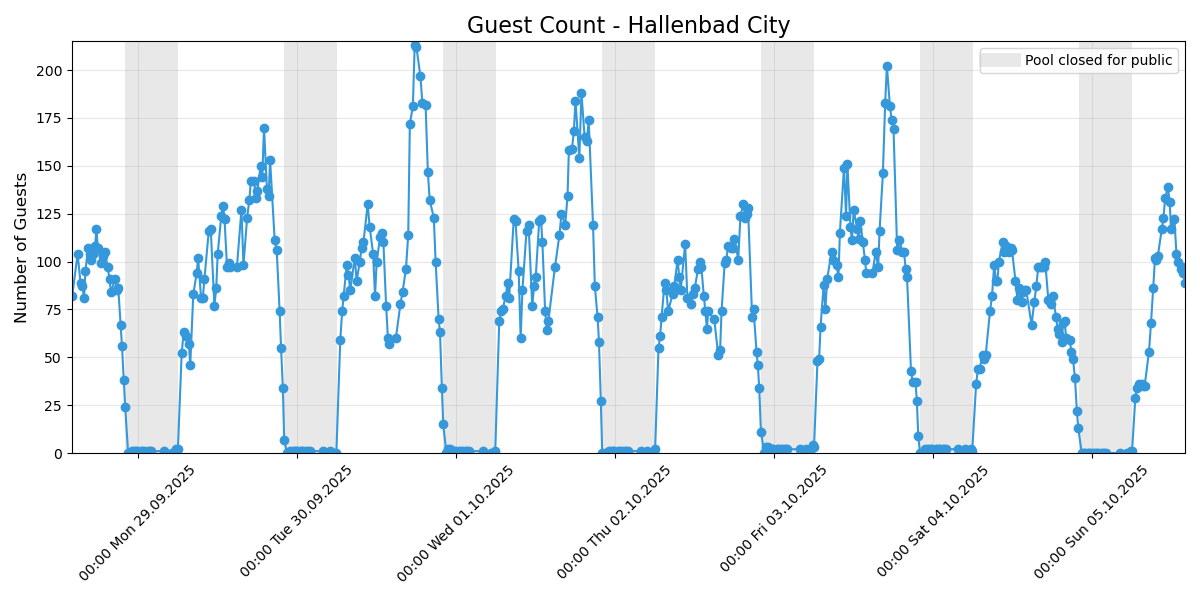 Guest Count - Hallenbad City
Pool closed for public
Number of Guests
200
175
150
125
100
75
50
25
0
00:00 Mon 29.09.2025
00:00 Tue 30.09.2025
00:00 Wed 01.10.2025
00:00 Thu 02.10.2025
00:00 Fri 03.10.2025
00:00 Sat 04.10.2025
00:00 Sun 05.10.2025